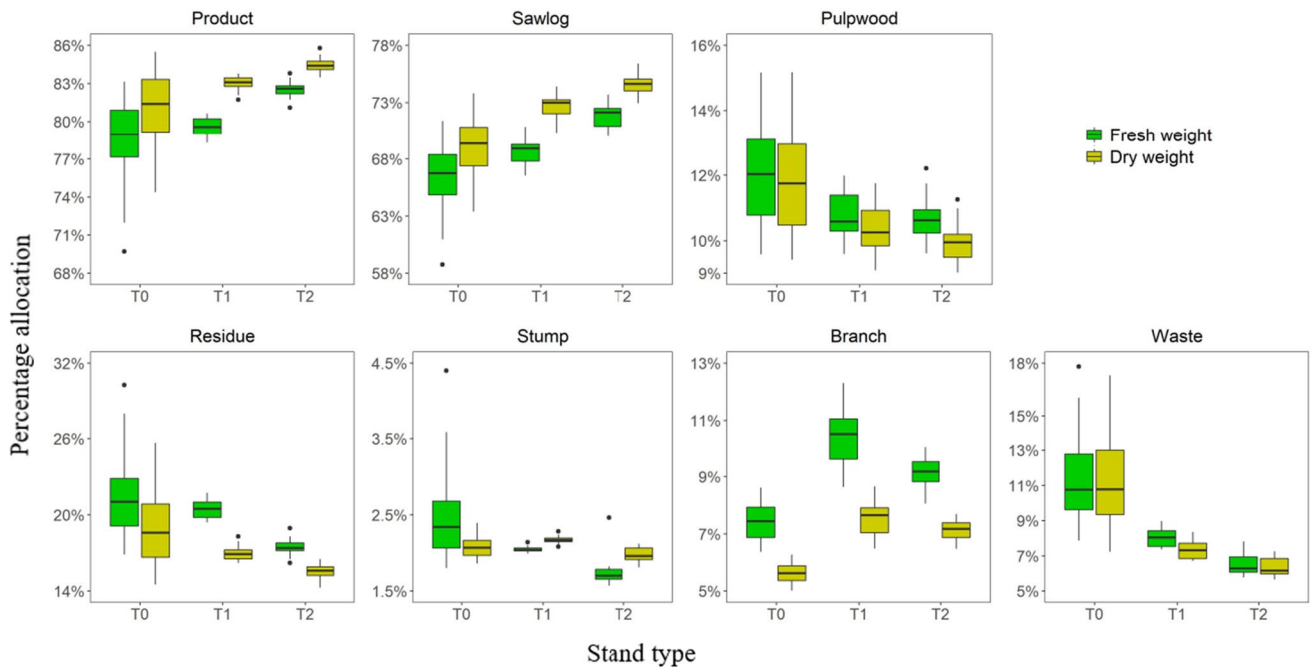 Product
Sawlog
Pulpwood
86%
83%
80%
77%
74%
71%
68%
T0
T1
T2
78%
73%
68%
63%
58%
T0
T1
T2
16%
14%
12%
10%
9%
T0
T1
T2
Fresh weight
Dry weight
Percentage allocation
Residue
Stump
Branch
Waste
32%
26%
20%
14%
T0
T1
T2
4.5%
3.5%
2.5%
1.5%
T0
T1
T2
13%
11%
9%
7%
5%
T0
T1
T2
18%
15%
13%
11%
9%
7%
5%
T0
T1
T2
Stand type